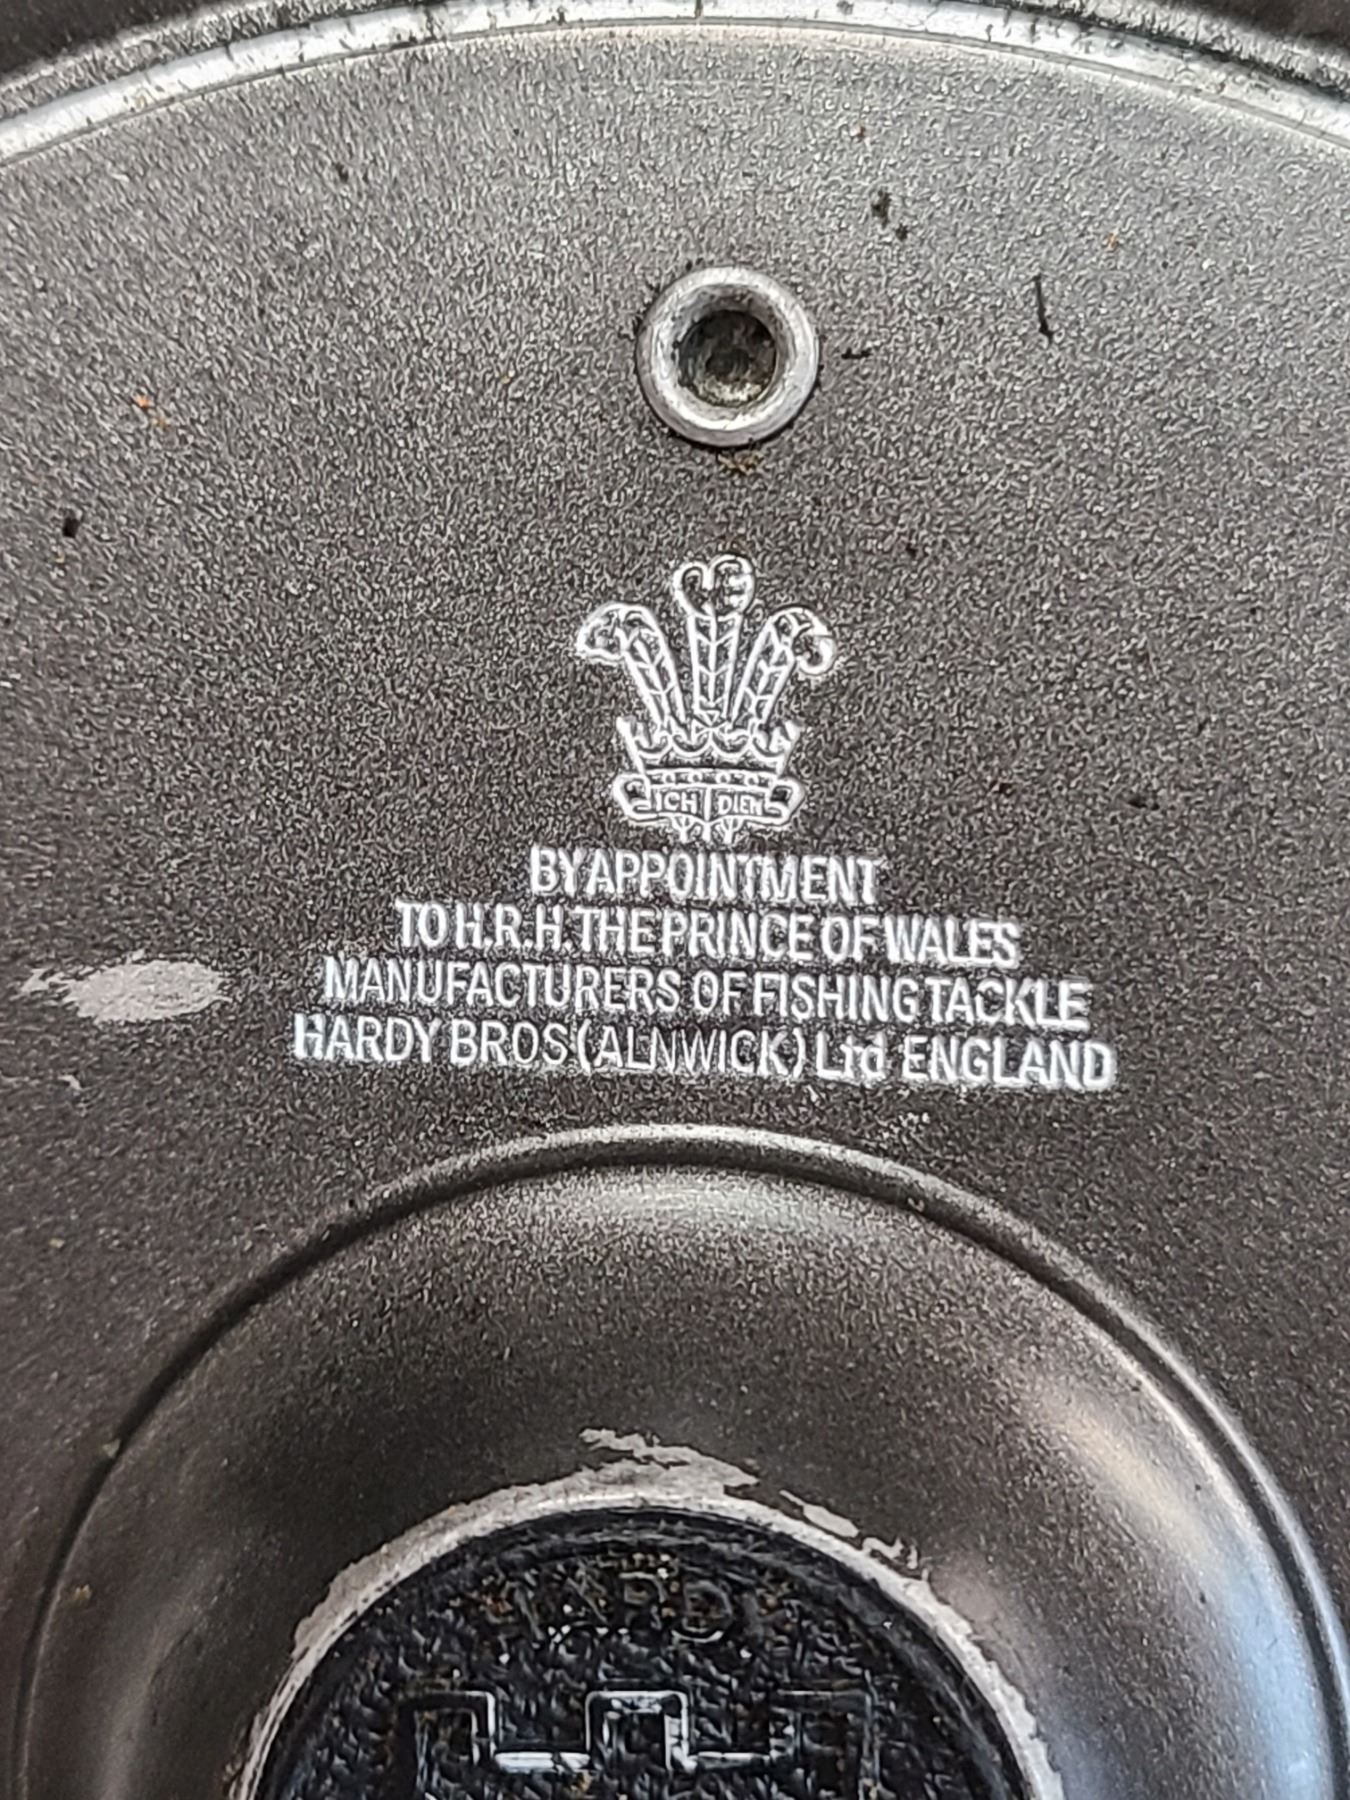 ICH DIEN
BY APPOINTMENT
TO H.R.H. THE PRINCE OF WALES
MANUFACTURERS OF FISHING TACKLE
HARDY BROS (ALNWICK) Ltd ENGLAND